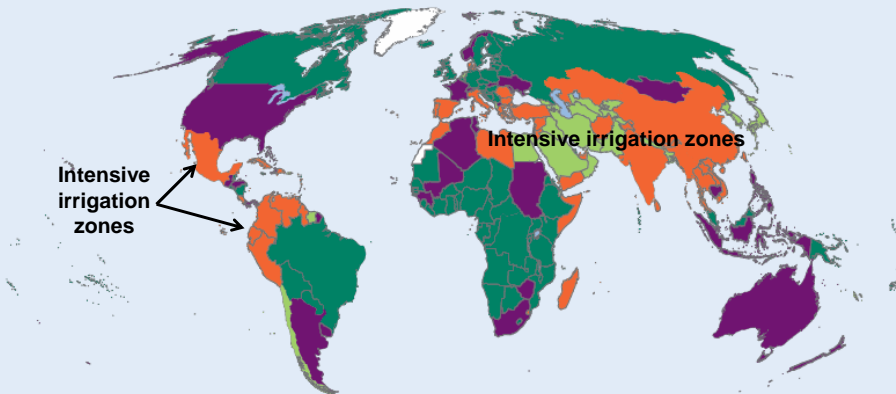 Intensive irrigation zones
Intensive
irrigation
zones